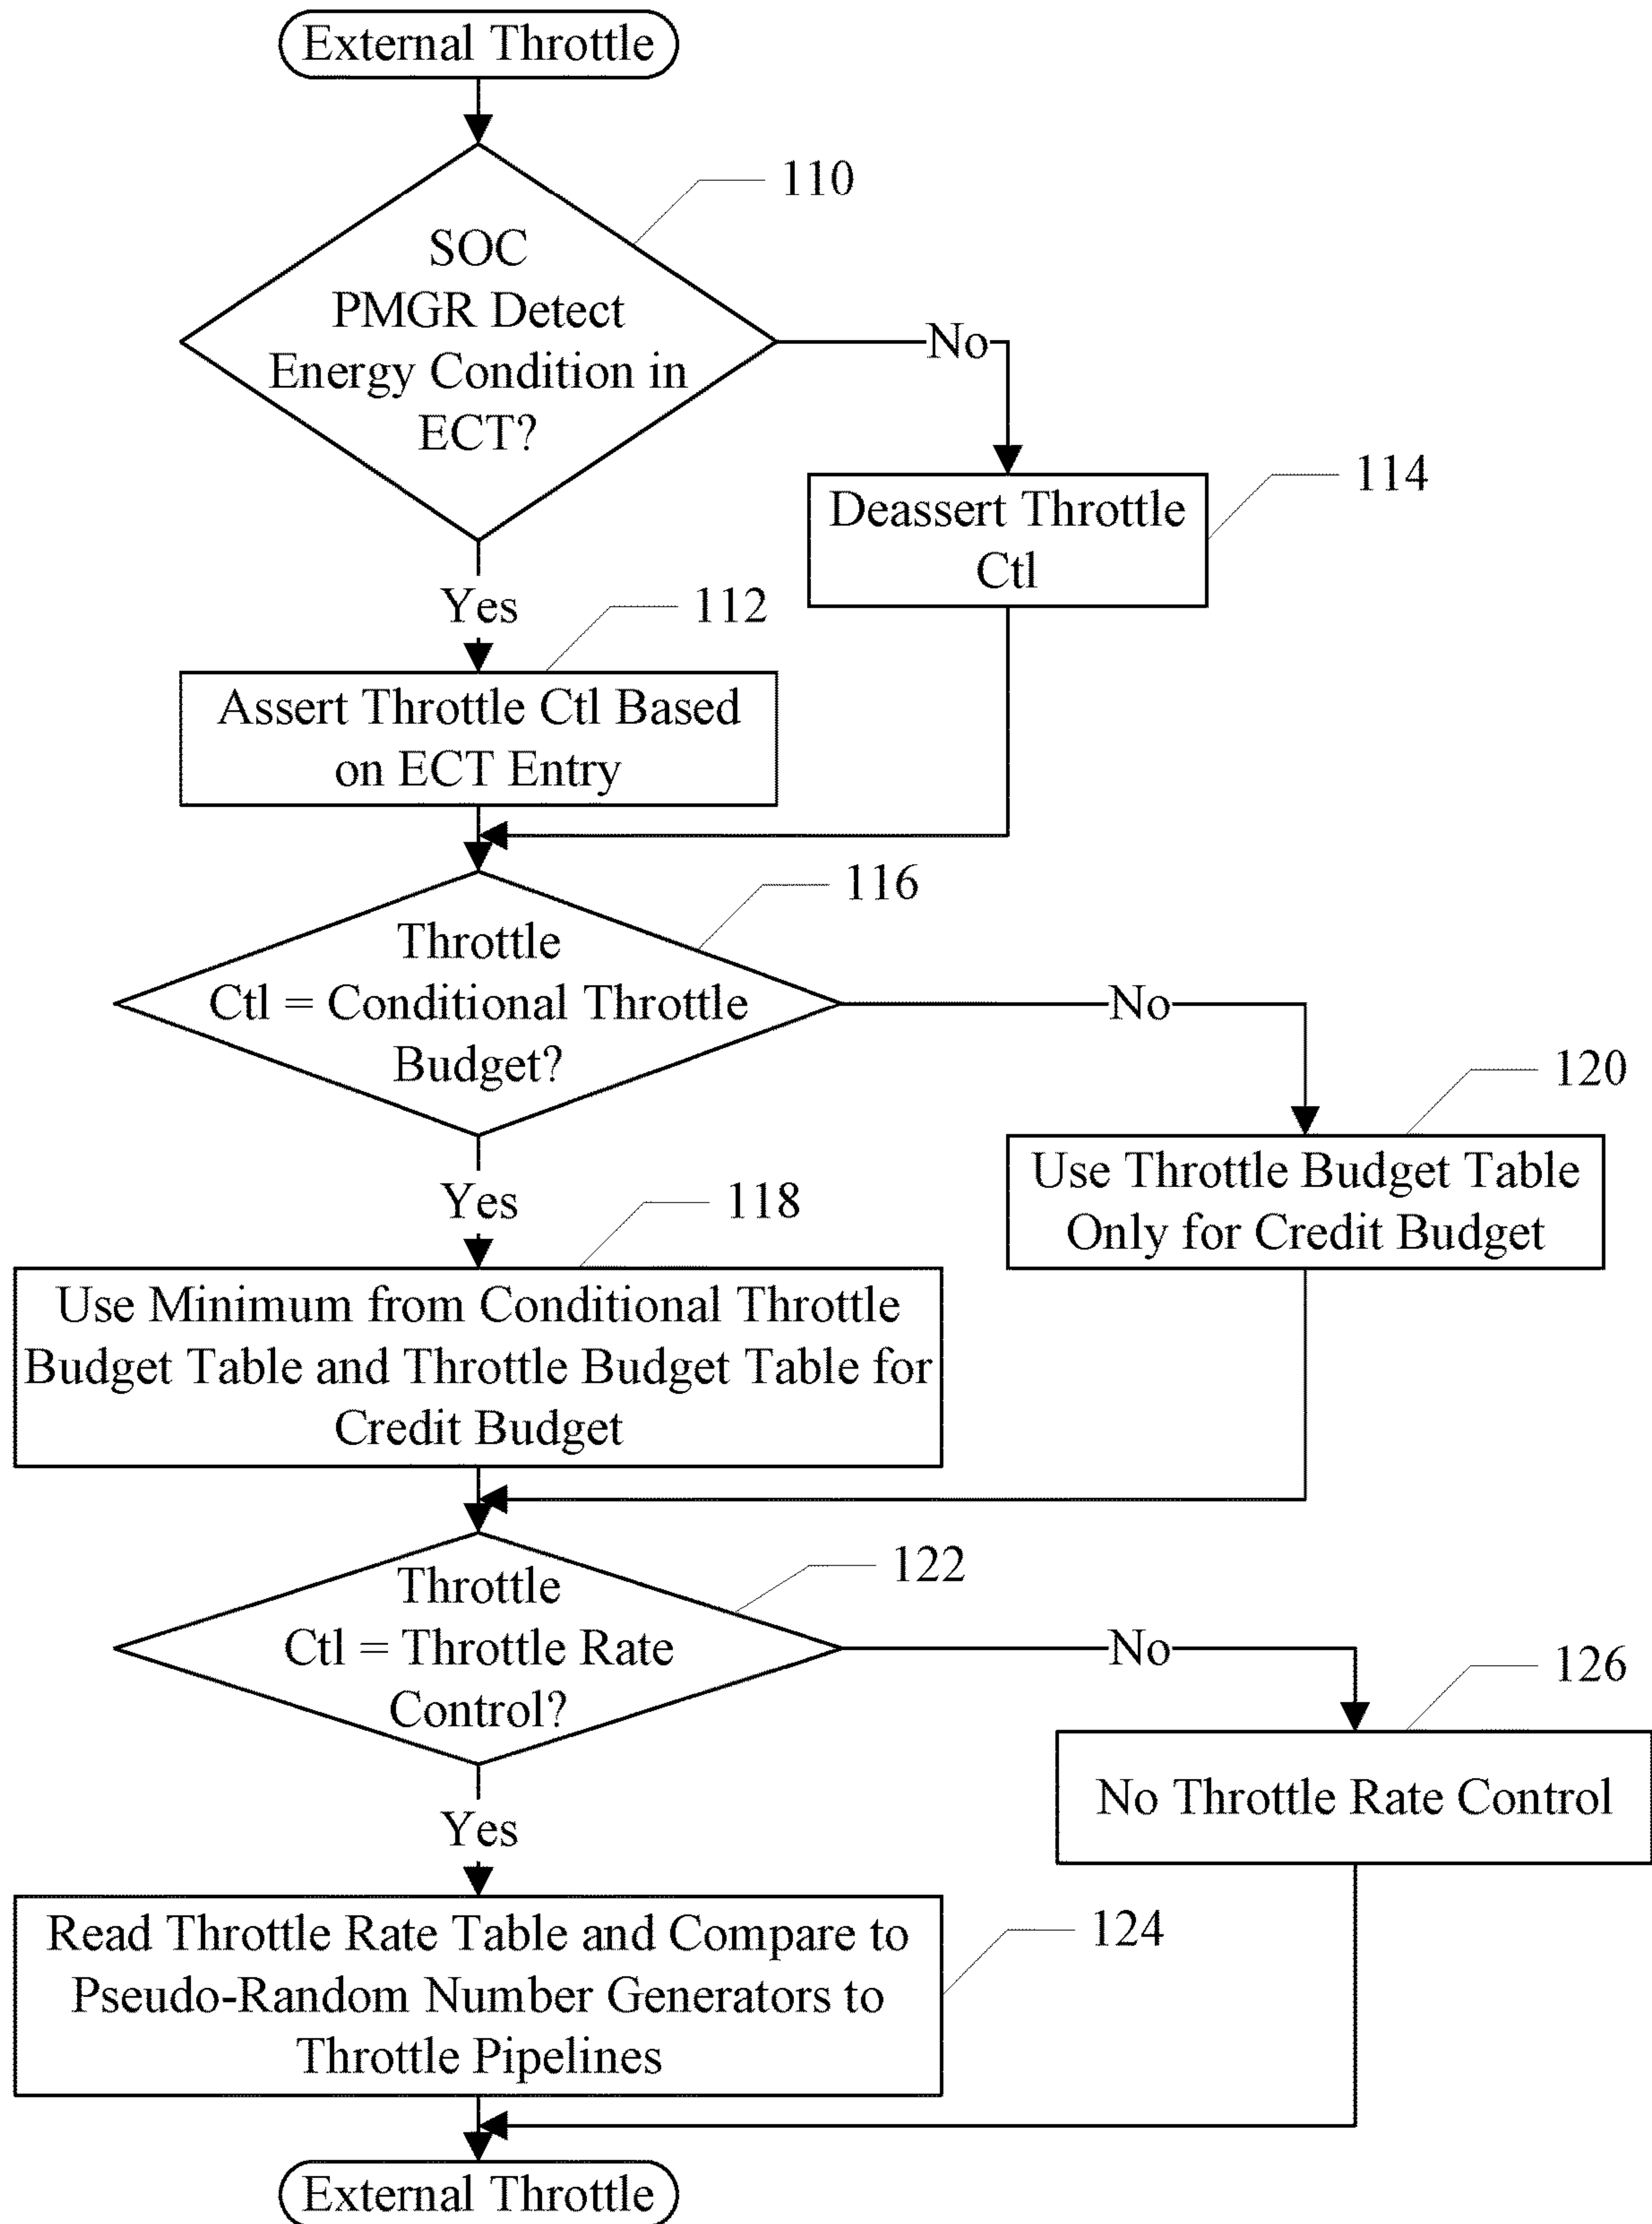 External Throttle
110
SOC
PMGR Detect
Energy Condition in
ECT?
No
114
Deassert Throttle
Ctl
Yes
112
Assert Throttle Ctl Based
on ECT Entry
116
Throttle
Ctl = Conditional Throttle
Budget?
No
120
Use Throttle Budget Table
Only for Credit Budget
Yes
118
Use Minimum from Conditional Throttle
Budget Table and Throttle Budget Table for
Credit Budget
122
Throttle
Ctl = Throttle Rate
Control?
No
126
No Throttle Rate Control
Yes
124
Read Throttle Rate Table and Compare to
Pseudo-Random Number Generators to
Throttle Pipelines
External Throttle